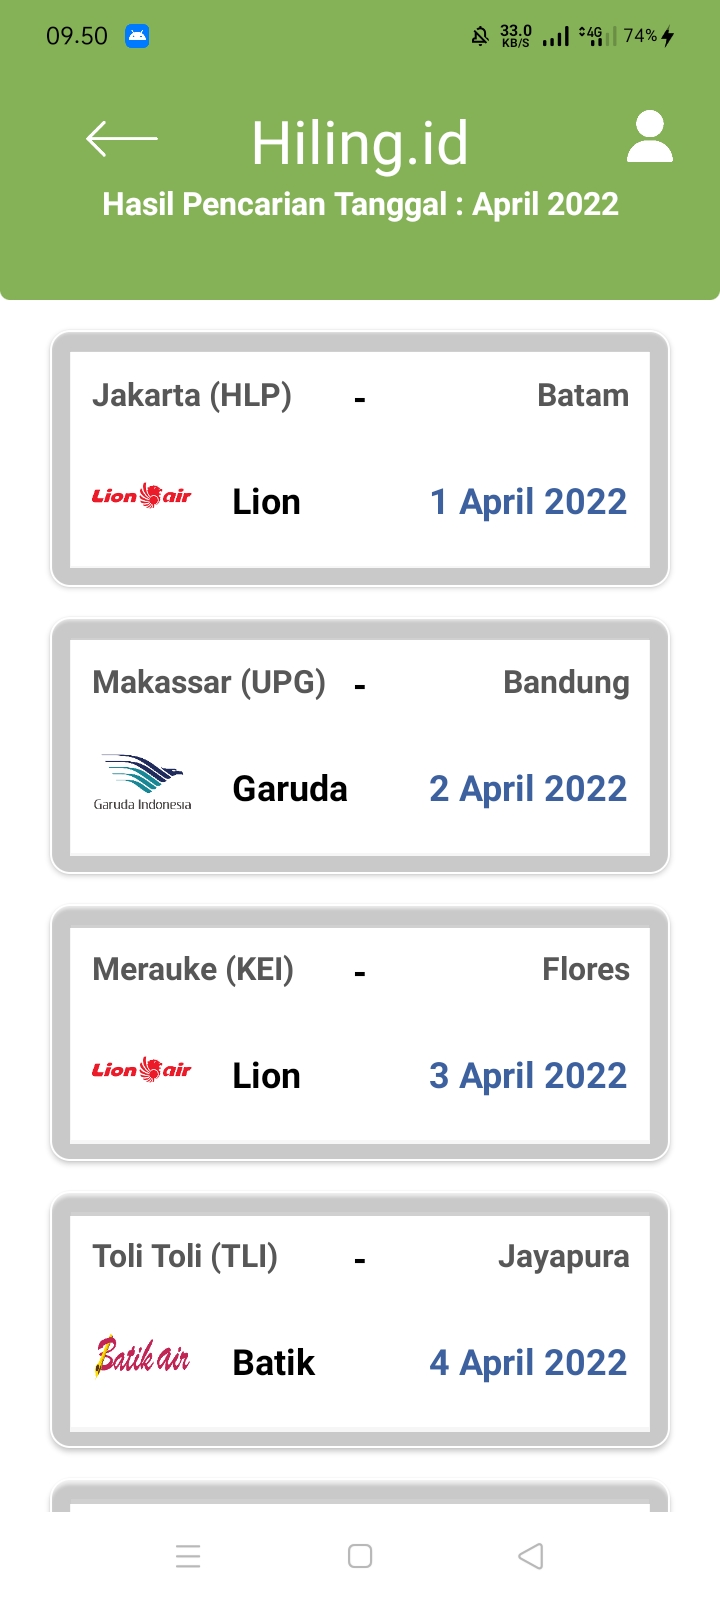 09.50 33.0 KB/S 4G 74%
Hiling.id
Hasil Pencarian Tanggal : April 2022
Jakarta (HLP) - Batam
Lion air Lion 1 April 2022
Makassar (UPG) - Bandung
Garuda Indonesia Garuda 2 April 2022
Merauke (KEI) - Flores
Lion air Lion 3 April 2022
Toli Toli (TLI) - Jayapura
Batik air Batik 4 April 2022